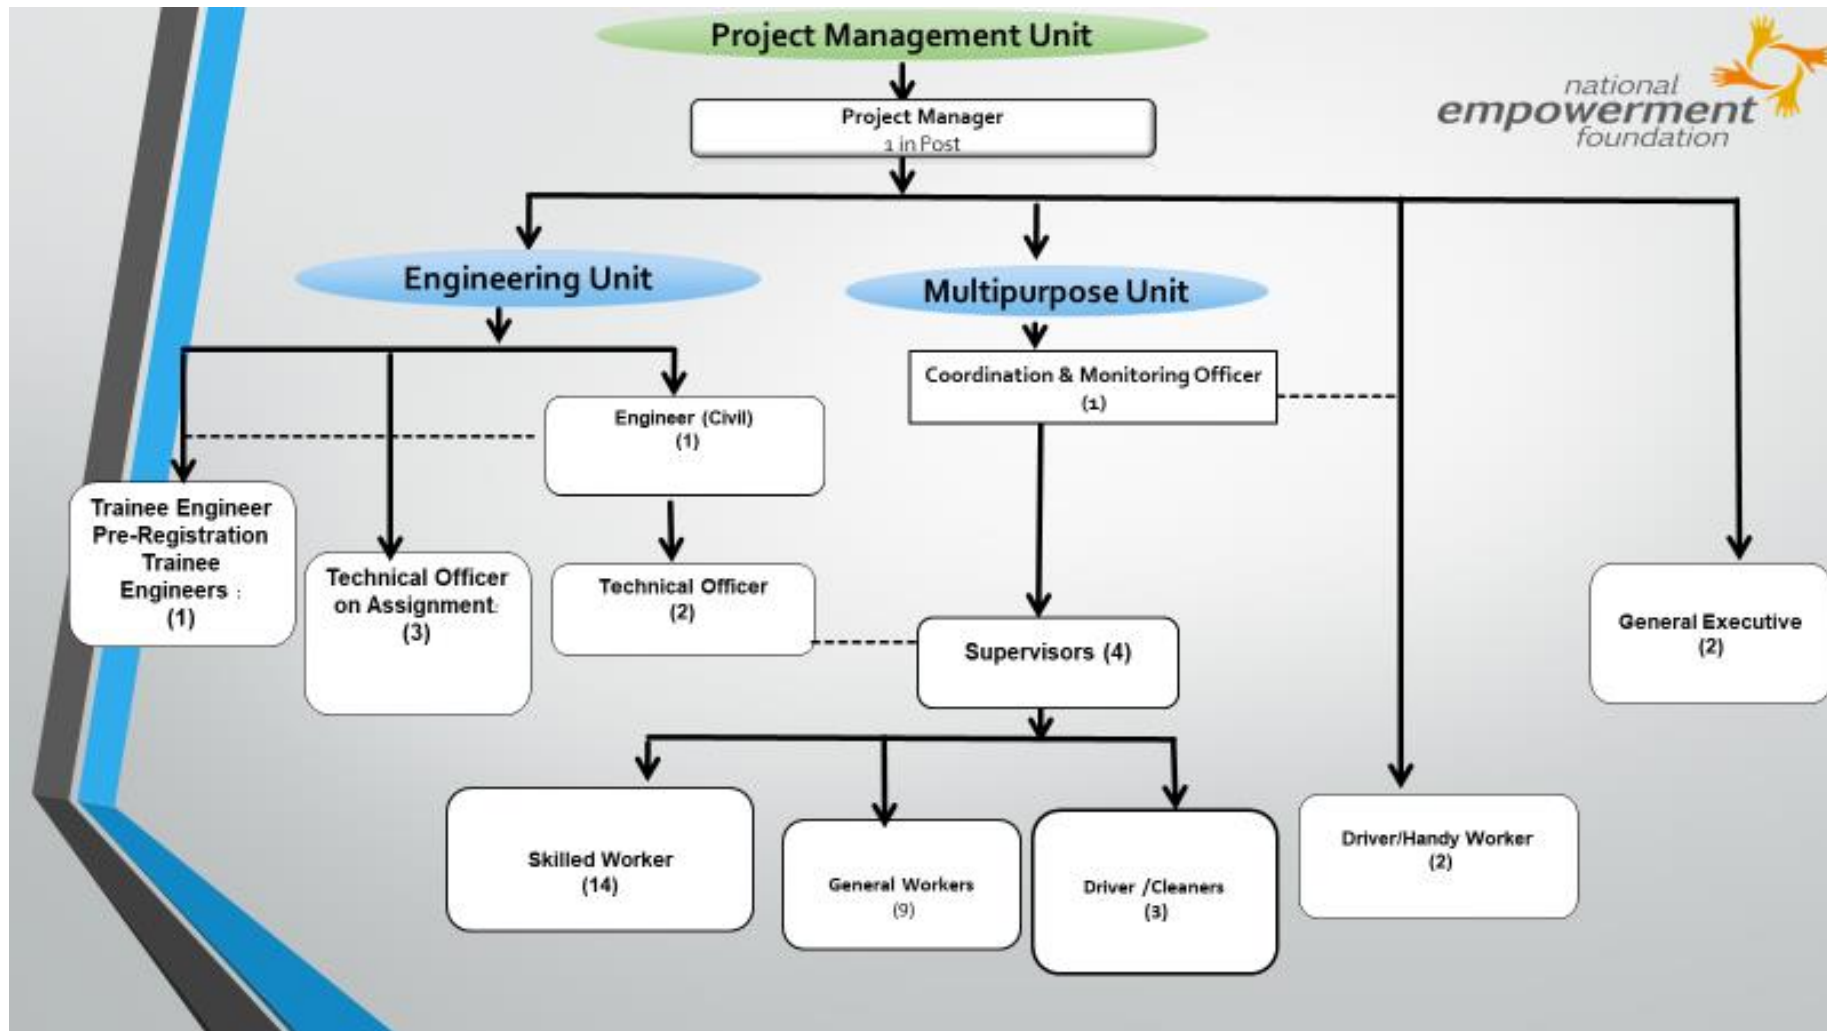 Project Management Unit
national
empowerment
foundation
Project Manager
1 in Post
Engineering Unit
Multipurpose Unit
Coordination & Monitoring Officer
(1)
Engineer (Civil)
(1)
Trainee Engineer
Pre-Registration
Trainee
Engineers :
(1)
Technical Officer
on Assignment:
(3)
Technical Officer
(2)
Supervisors (4)
General Executive
(2)
Skilled Worker
(14)
General Workers
(9)
Driver /Cleaners
(3)
Driver/Handy Worker
(2)